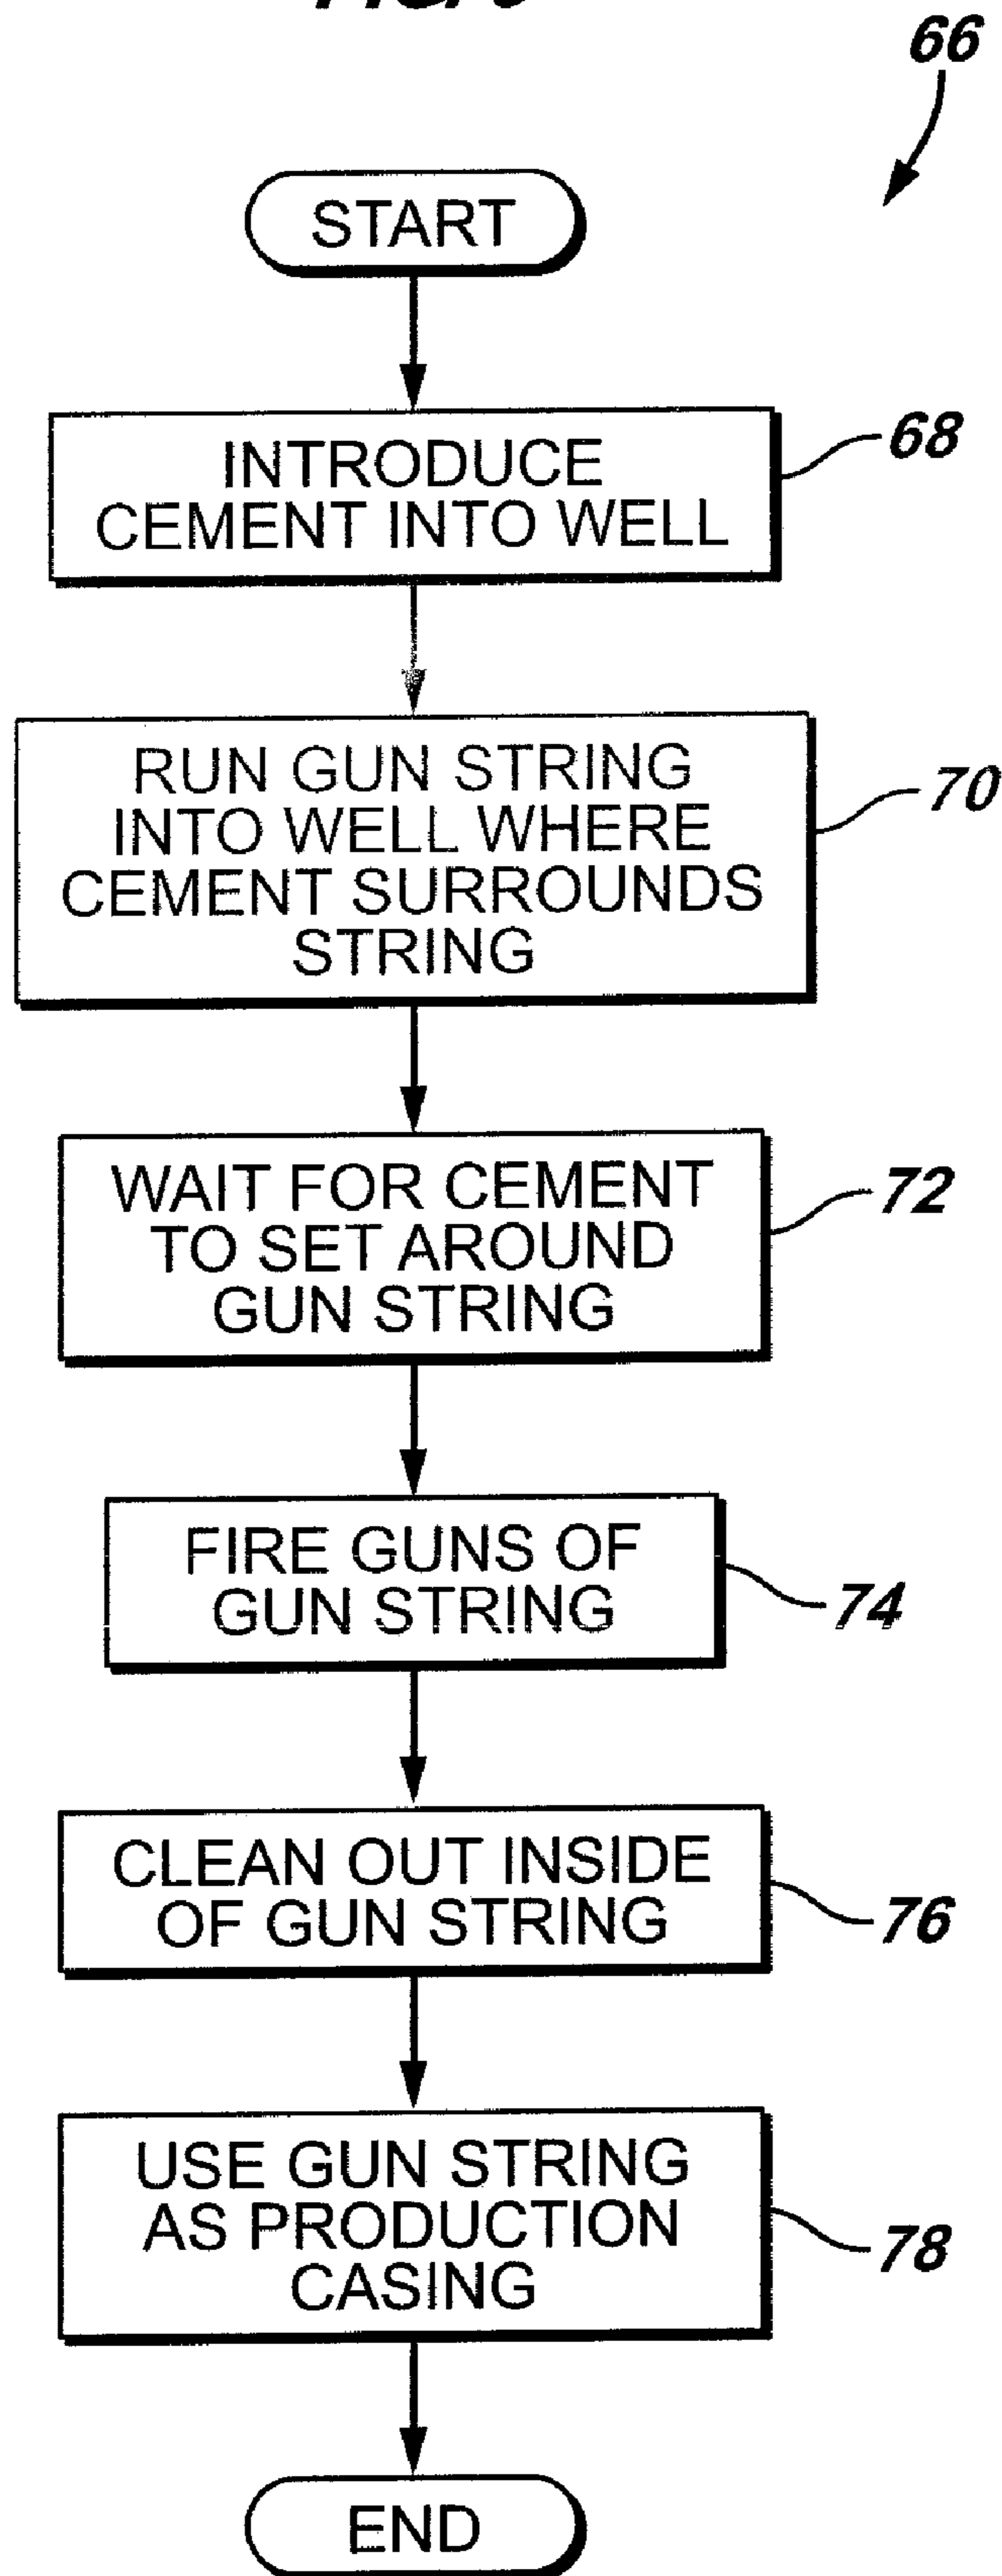 66
START
INTRODUCE
CEMENT INTO WELL
68
RUN GUN STRING
INTO WELL WHERE
CEMENT SURROUNDS
STRING
70
WAIT FOR CEMENT
TO SET AROUND
GUN STRING
72
FIRE GUNS OF
GUN STRING
74
CLEAN OUT INSIDE
OF GUN STRING
76
USE GUN STRING
AS PRODUCTION
CASING
78
END